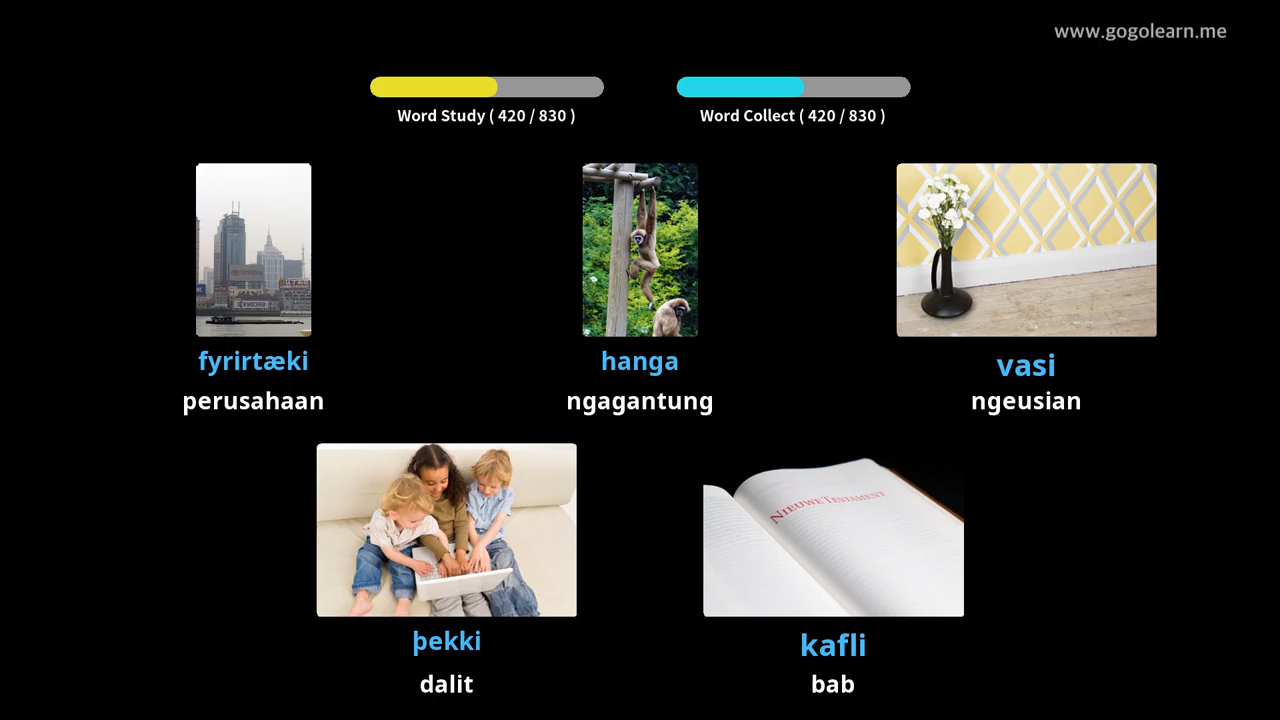 www.gogolearn.me
Word Study ( 420 / 830 )
Word Collect ( 420 / 830 )
KYOCERA
fyrirtæki
perusahaan
hanga
ngagantung
vasi
ngeusian
NIEUWE TESTAMENT
þekki
dalit
kafli
bab